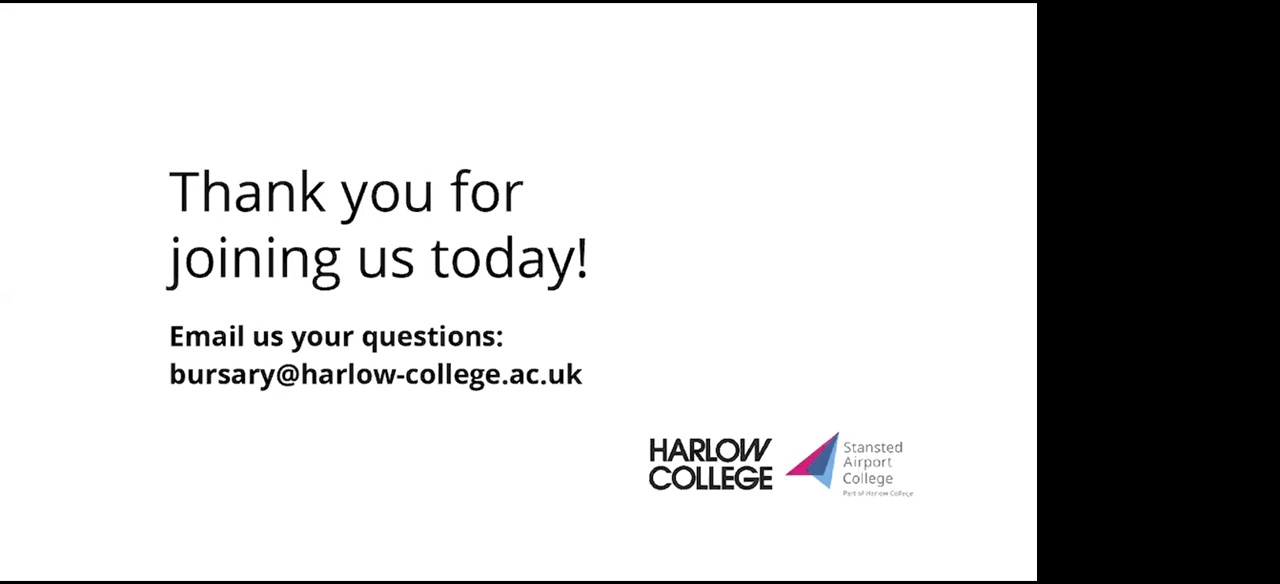 Thank you for
joining us today!
Email us your questions:
bursary@harlow-college.ac.uk
HARLOW
COLLEGE
Stansted
Airport
College
Part of Harlow College